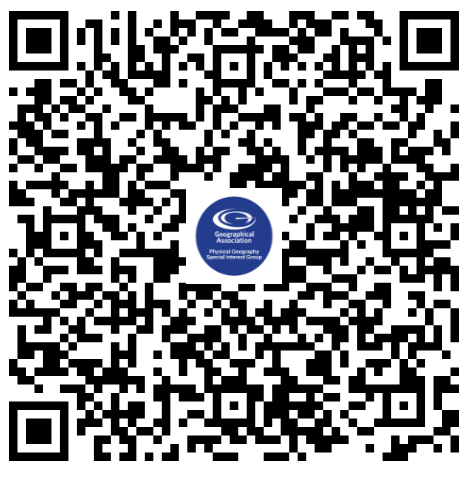 Geographical
Association
Physical Geography
Special Interest Group